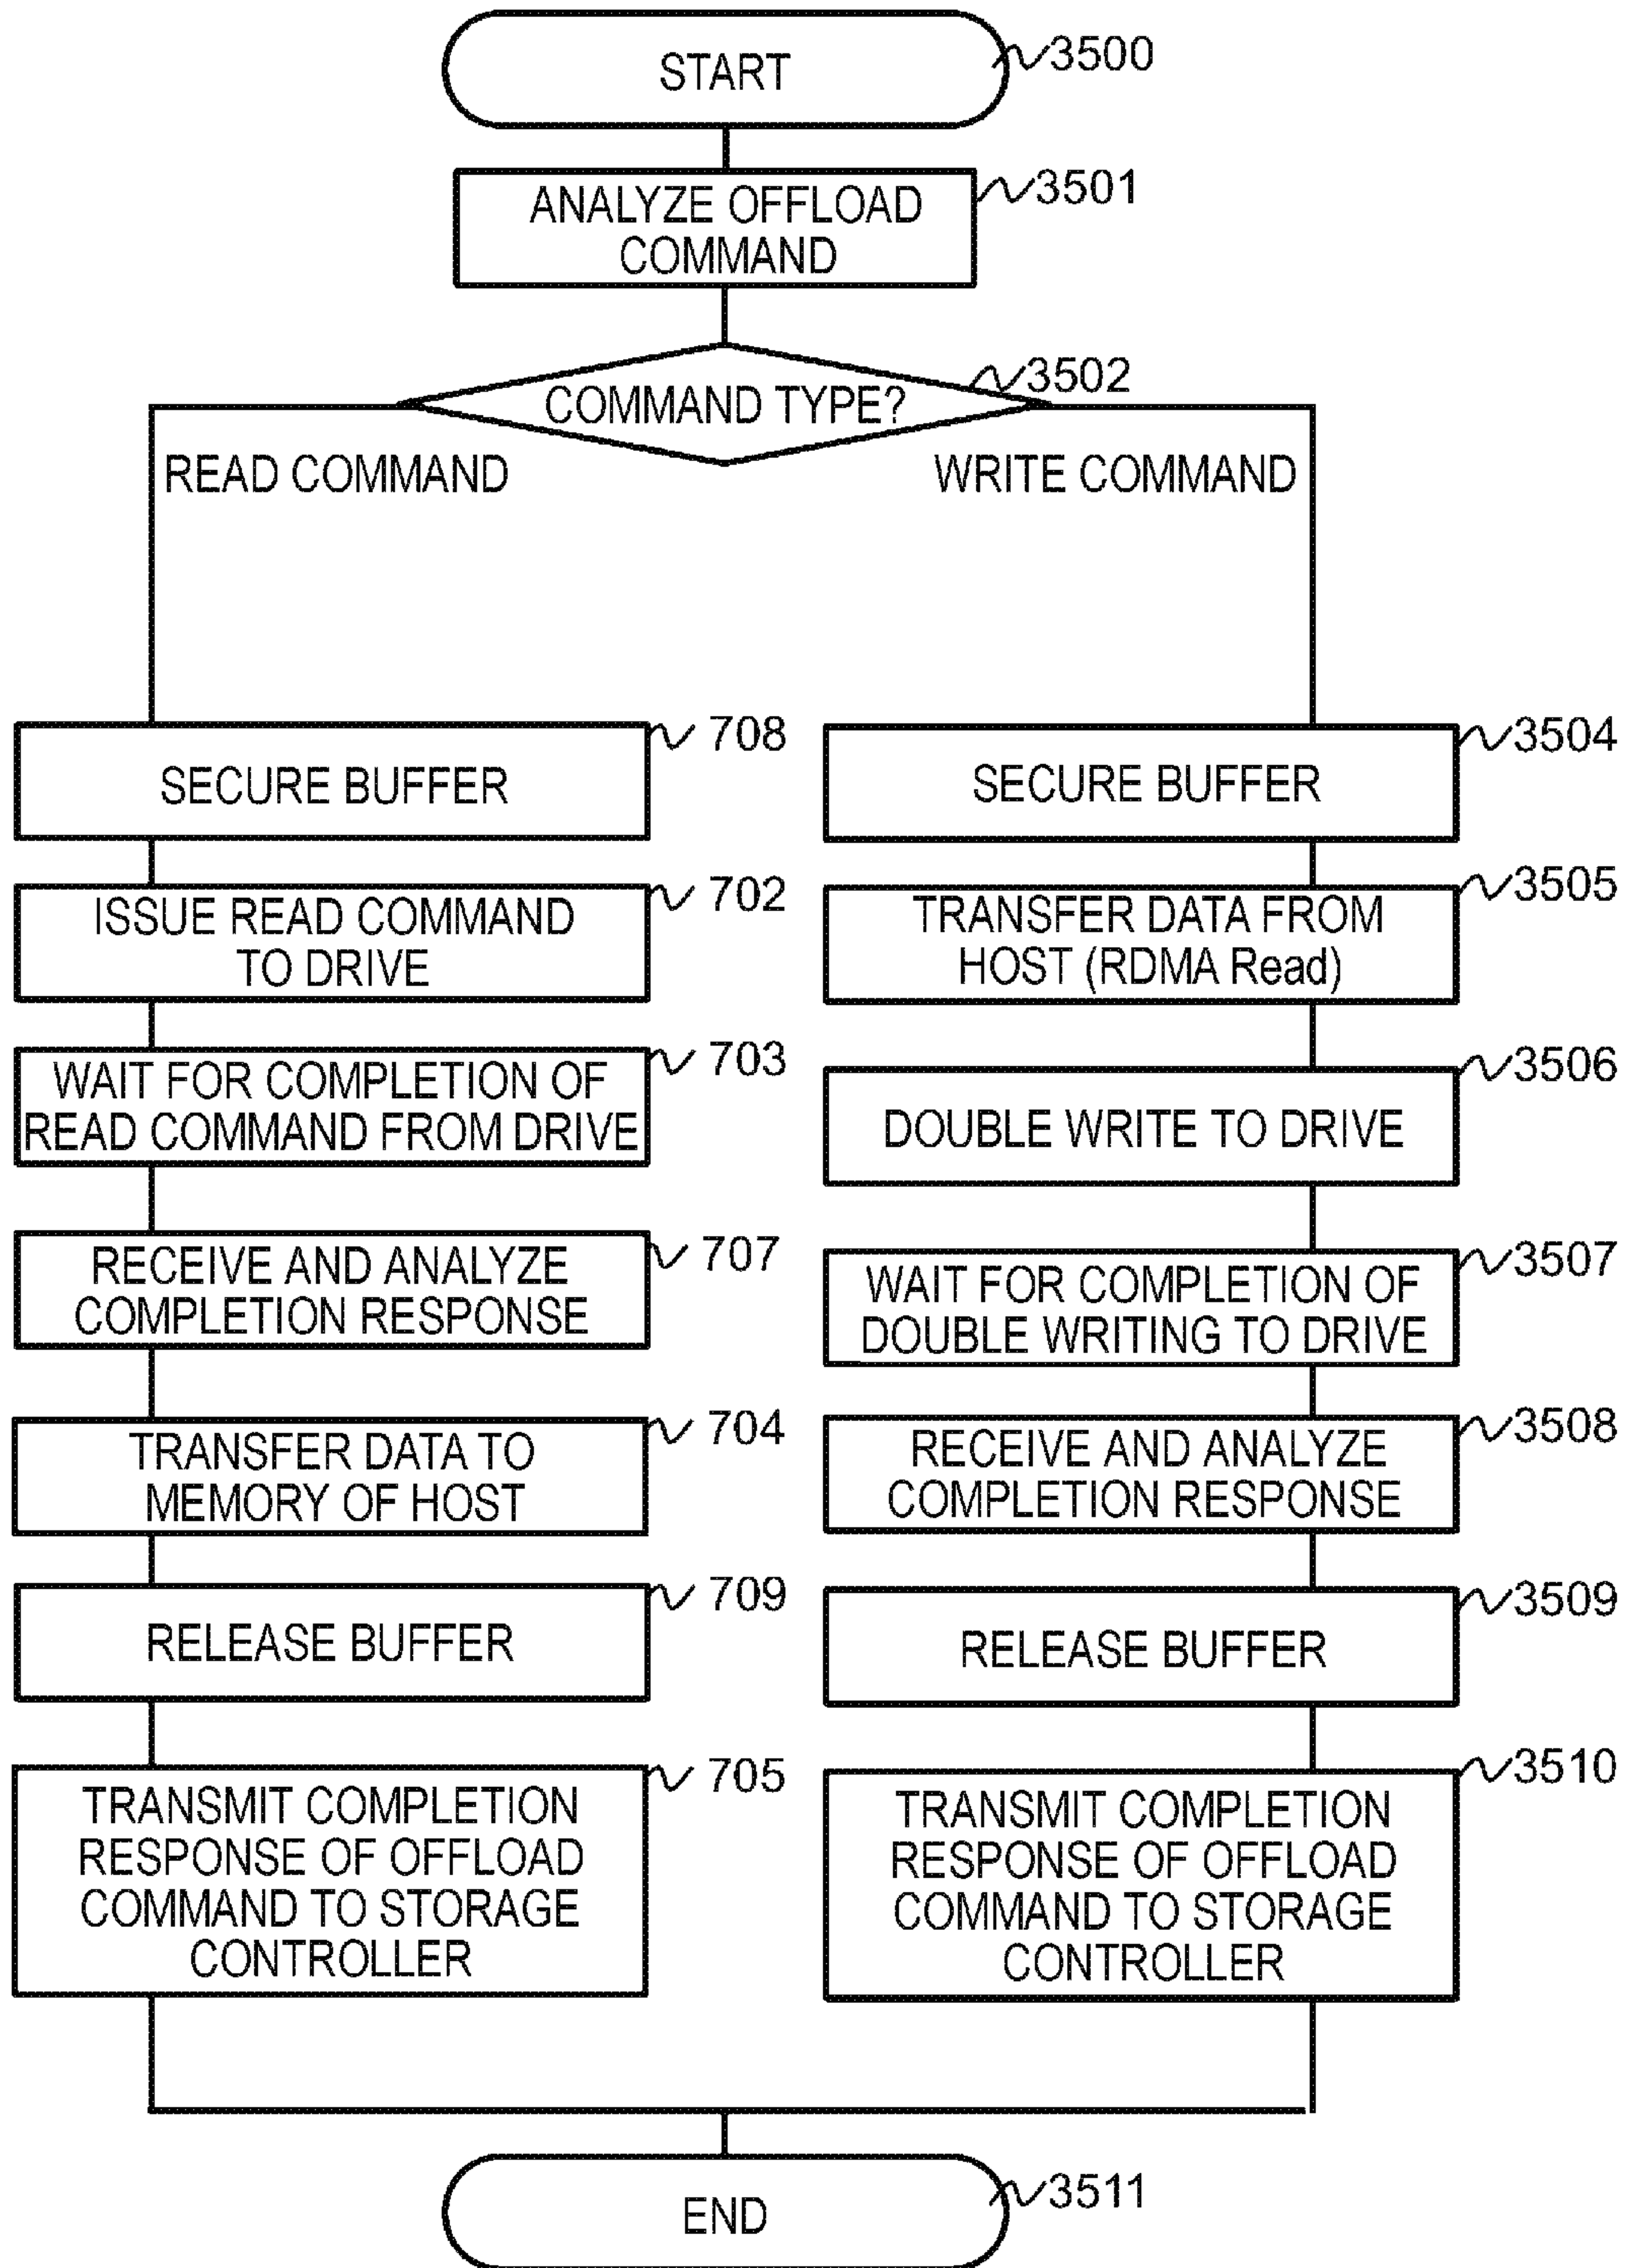 START
3500
ANALYZE OFFLOAD
COMMAND
3501
COMMAND TYPE?
3502
READ COMMAND
WRITE COMMAND
SECURE BUFFER
708
ISSUE READ COMMAND
TO DRIVE
702
WAIT FOR COMPLETION OF
READ COMMAND FROM DRIVE
703
RECEIVE AND ANALYZE
COMPLETION RESPONSE
707
TRANSFER DATA TO
MEMORY OF HOST
704
RELEASE BUFFER
709
TRANSMIT COMPLETION
RESPONSE OF OFFLOAD
COMMAND TO STORAGE
CONTROLLER
705
SECURE BUFFER
3504
TRANSFER DATA FROM
HOST (RDMA Read)
3505
DOUBLE WRITE TO DRIVE
3506
WAIT FOR COMPLETION OF
DOUBLE WRITING TO DRIVE
3507
RECEIVE AND ANALYZE
COMPLETION RESPONSE
3508
RELEASE BUFFER
3509
TRANSMIT COMPLETION
RESPONSE OF OFFLOAD
COMMAND TO STORAGE
CONTROLLER
3510
END
3511